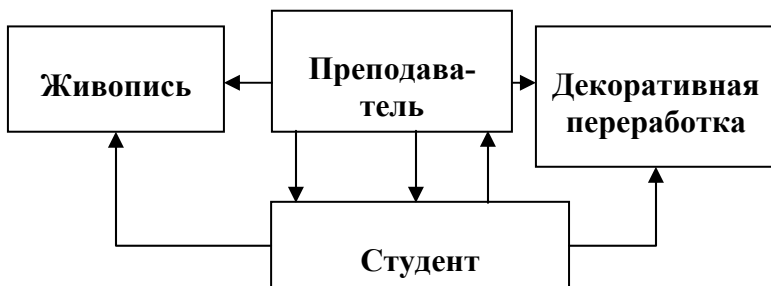 Живопись
Преподава-
тель
Декоративная
переработка
Студент